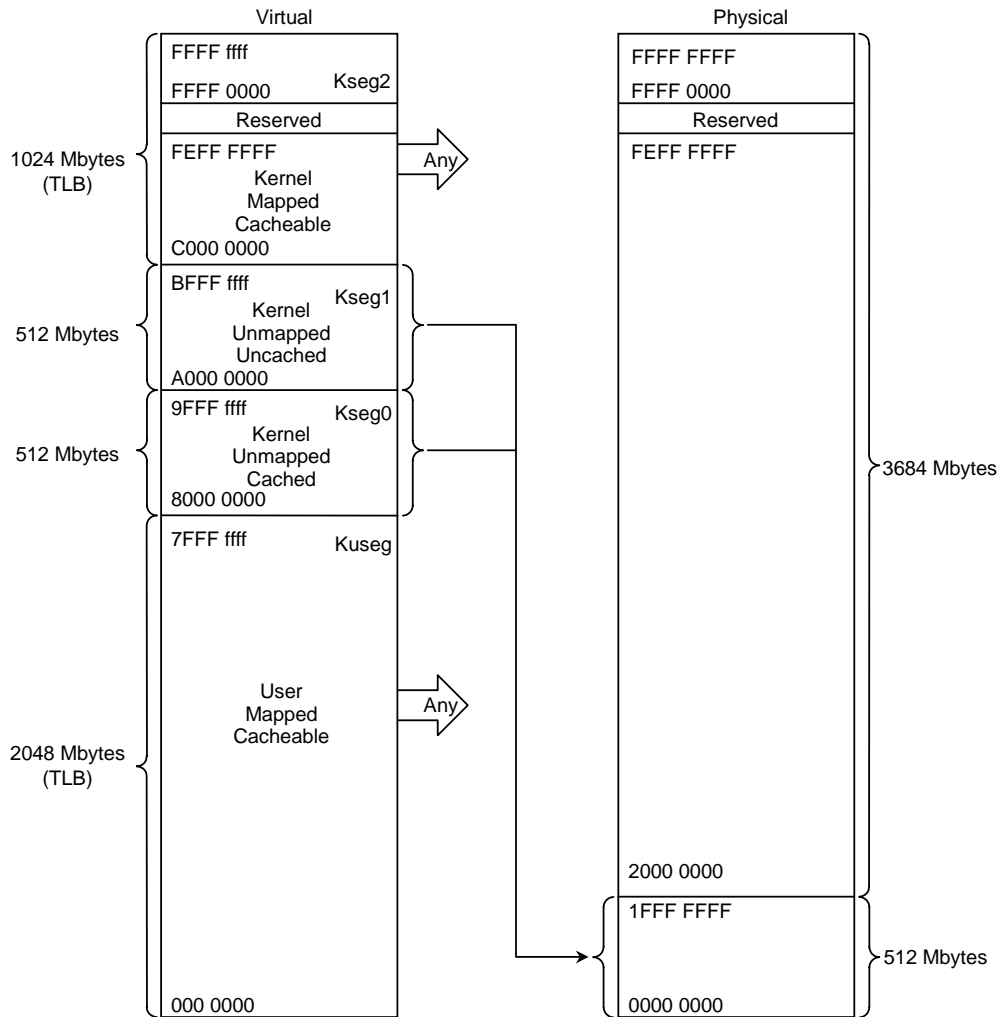 Virtual
Physical
FFFF ffff
Kseg2
FFFF 0000
Reserved
FEFF FFFF
Any
Kernel
Mapped
Cacheable
C000 0000
1024 Mbytes
(TLB)
BFFF ffff
Kseg1
Kernel
Unmapped
Uncached
A000 0000
512 Mbytes
9FFF ffff
Kseg0
Kernel
Unmapped
Cached
8000 0000
512 Mbytes
7FFF ffff
Kuseg
User
Mapped
Cacheable
Any
2048 Mbytes
(TLB)
000 0000
FFFF FFFF
FFFF 0000
Reserved
FEFF FFFF
3684 Mbytes
2000 0000
1FFF FFFF
512 Mbytes
0000 0000